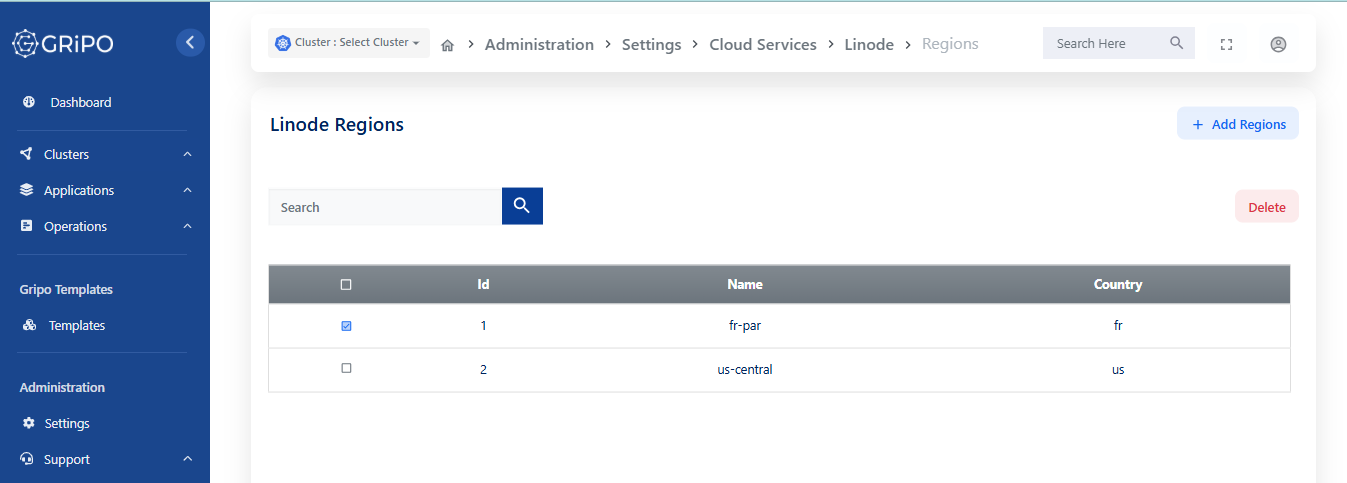 GRiPO
Cluster : Select Cluster
Administration > Settings > Cloud Services > Linode > Regions
Search Here
Dashboard
Clusters
Applications
Operations
Gripo Templates
Templates
Administration
Settings
Support
Linode Regions
+ Add Regions
Search
Delete
Id Name Country
1 fr-par fr
2 us-central us